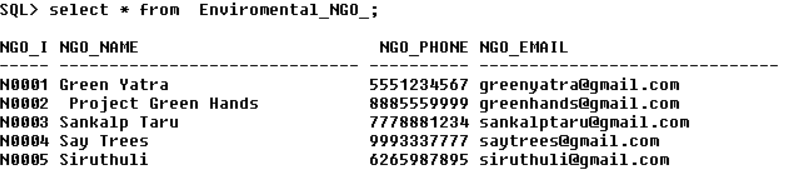 SQL> select * from  Enviromental_NGO_;
NGO_I NGO_NAME                       NGO_PHONE NGO_EMAIL
----- ------------------------------ ---------- ------------------------------
N0001 Green Yatra                    5551234567 greenyatra@gmail.com
N0002  Project Green Hands           8885559999 greenhands@gmail.com
N0003 Sankalp Taru                   7778881234 sankalptaru@gmail.com
N0004 Say Trees                      9993337777 saytrees@gmail.com
N0005 Siruthuli                      6265987895 siruthuli@gmail.com